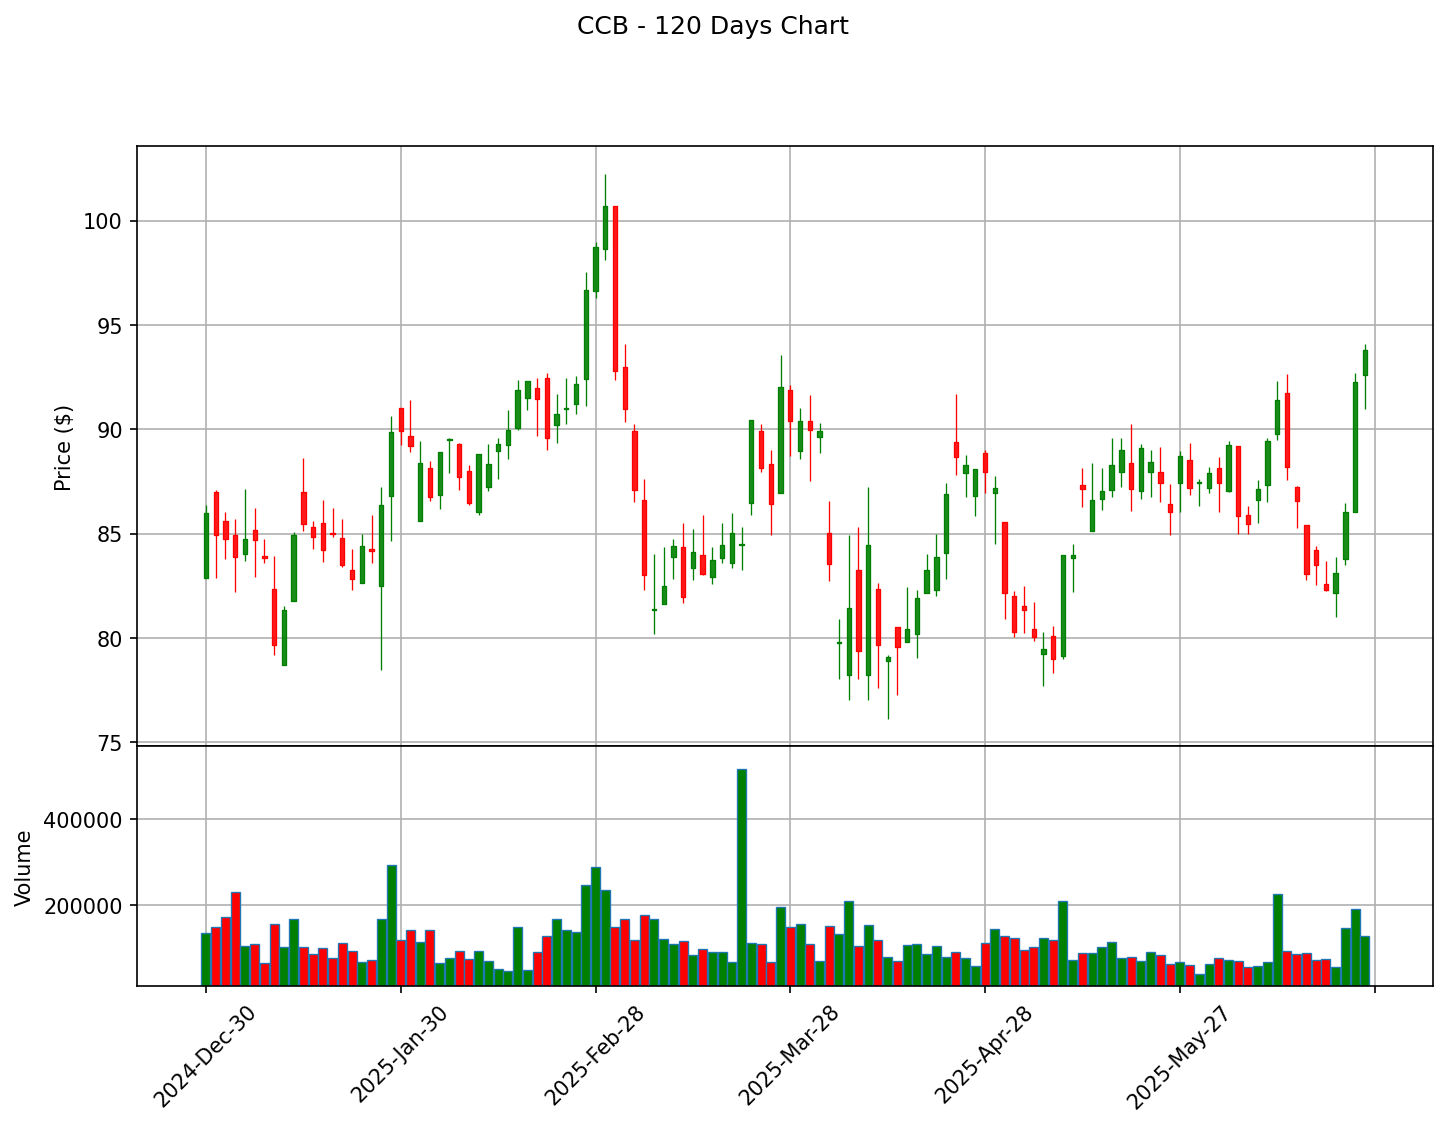 CCB - 120 Days Chart
Price ($)
100
95
90
85
80
75
Volume
400000
200000
2024-Dec-30
2025-Jan-30
2025-Feb-28
2025-Mar-28
2025-Apr-28
2025-May-27